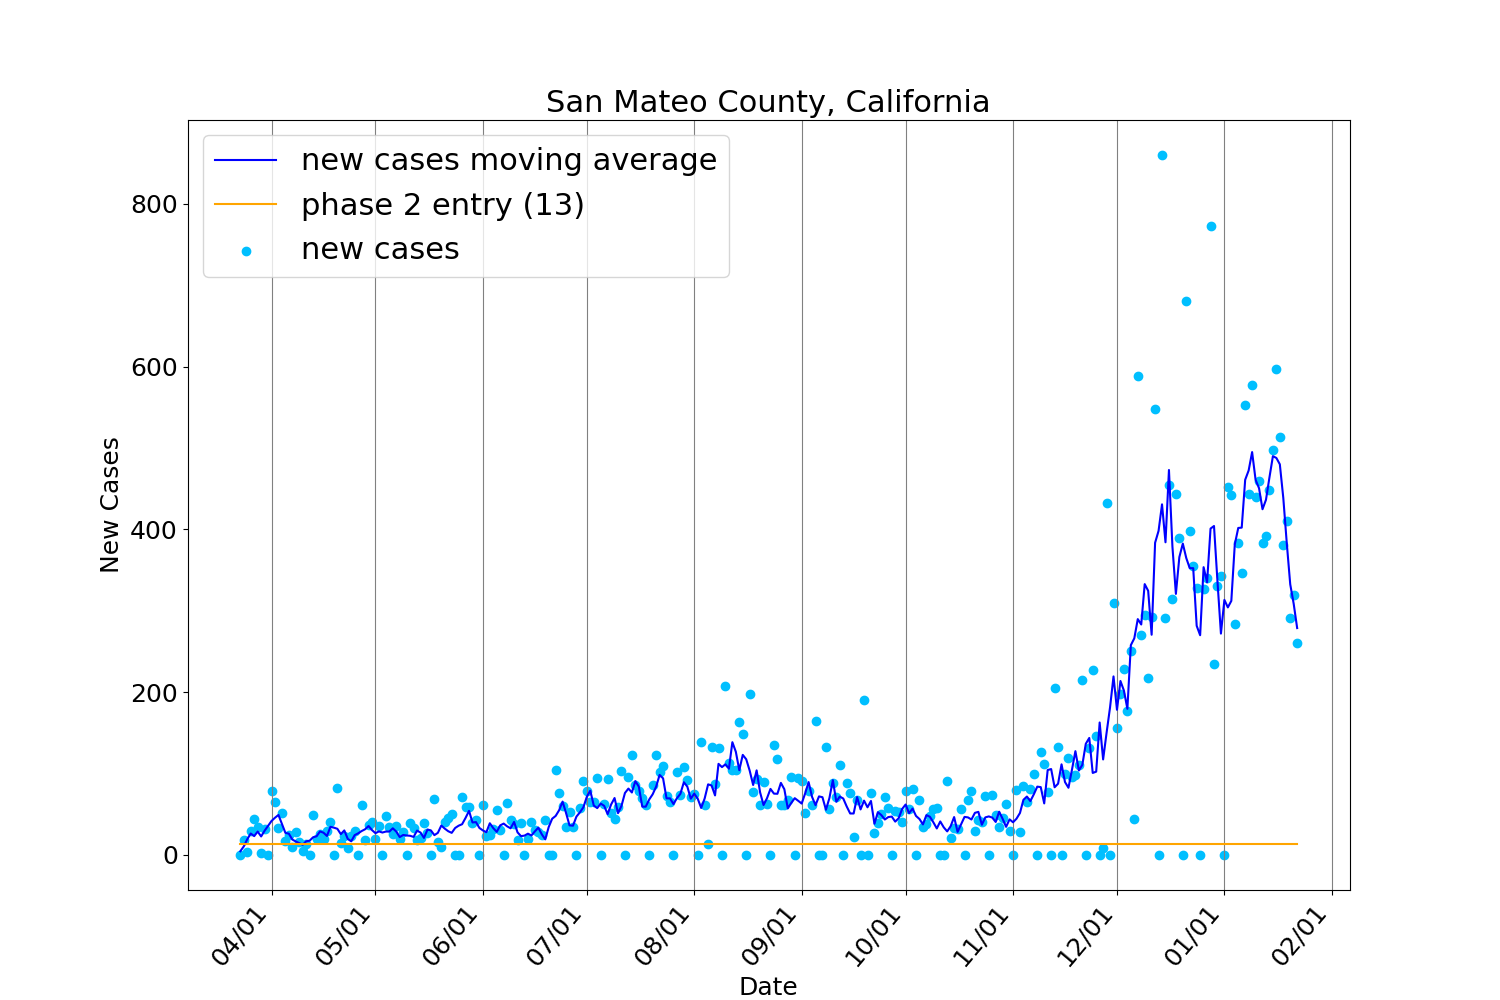 San Mateo County, California
new cases moving average
phase 2 entry (13)
new cases
800
600
400
200
0
New Cases
04/01
05/01
06/01
07/01
08/01
09/01
10/01
11/01
12/01
01/01
02/01
Date